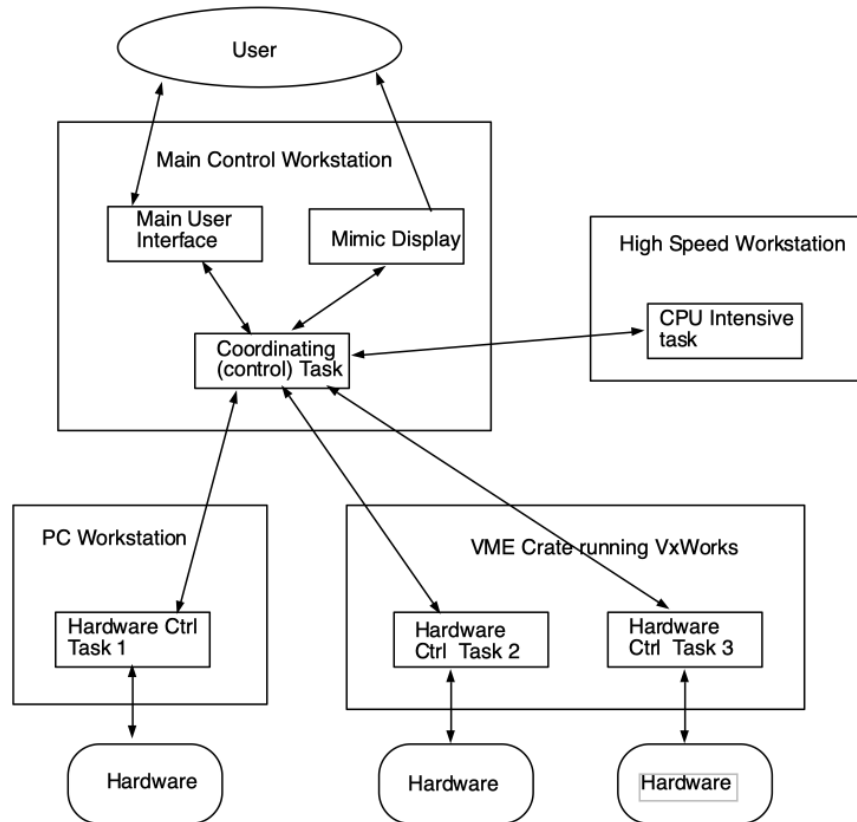 User
Main Control Workstation
Main User
Interface
Mimic Display
High Speed Workstation
CPU Intensive
task
Coordinating
(control) Task
PC Workstation
VME Crate running VxWorks
Hardware Ctrl
Task 1
Hardware
Ctrl Task 2
Hardware
Ctrl Task 3
Hardware
Hardware
Hardware